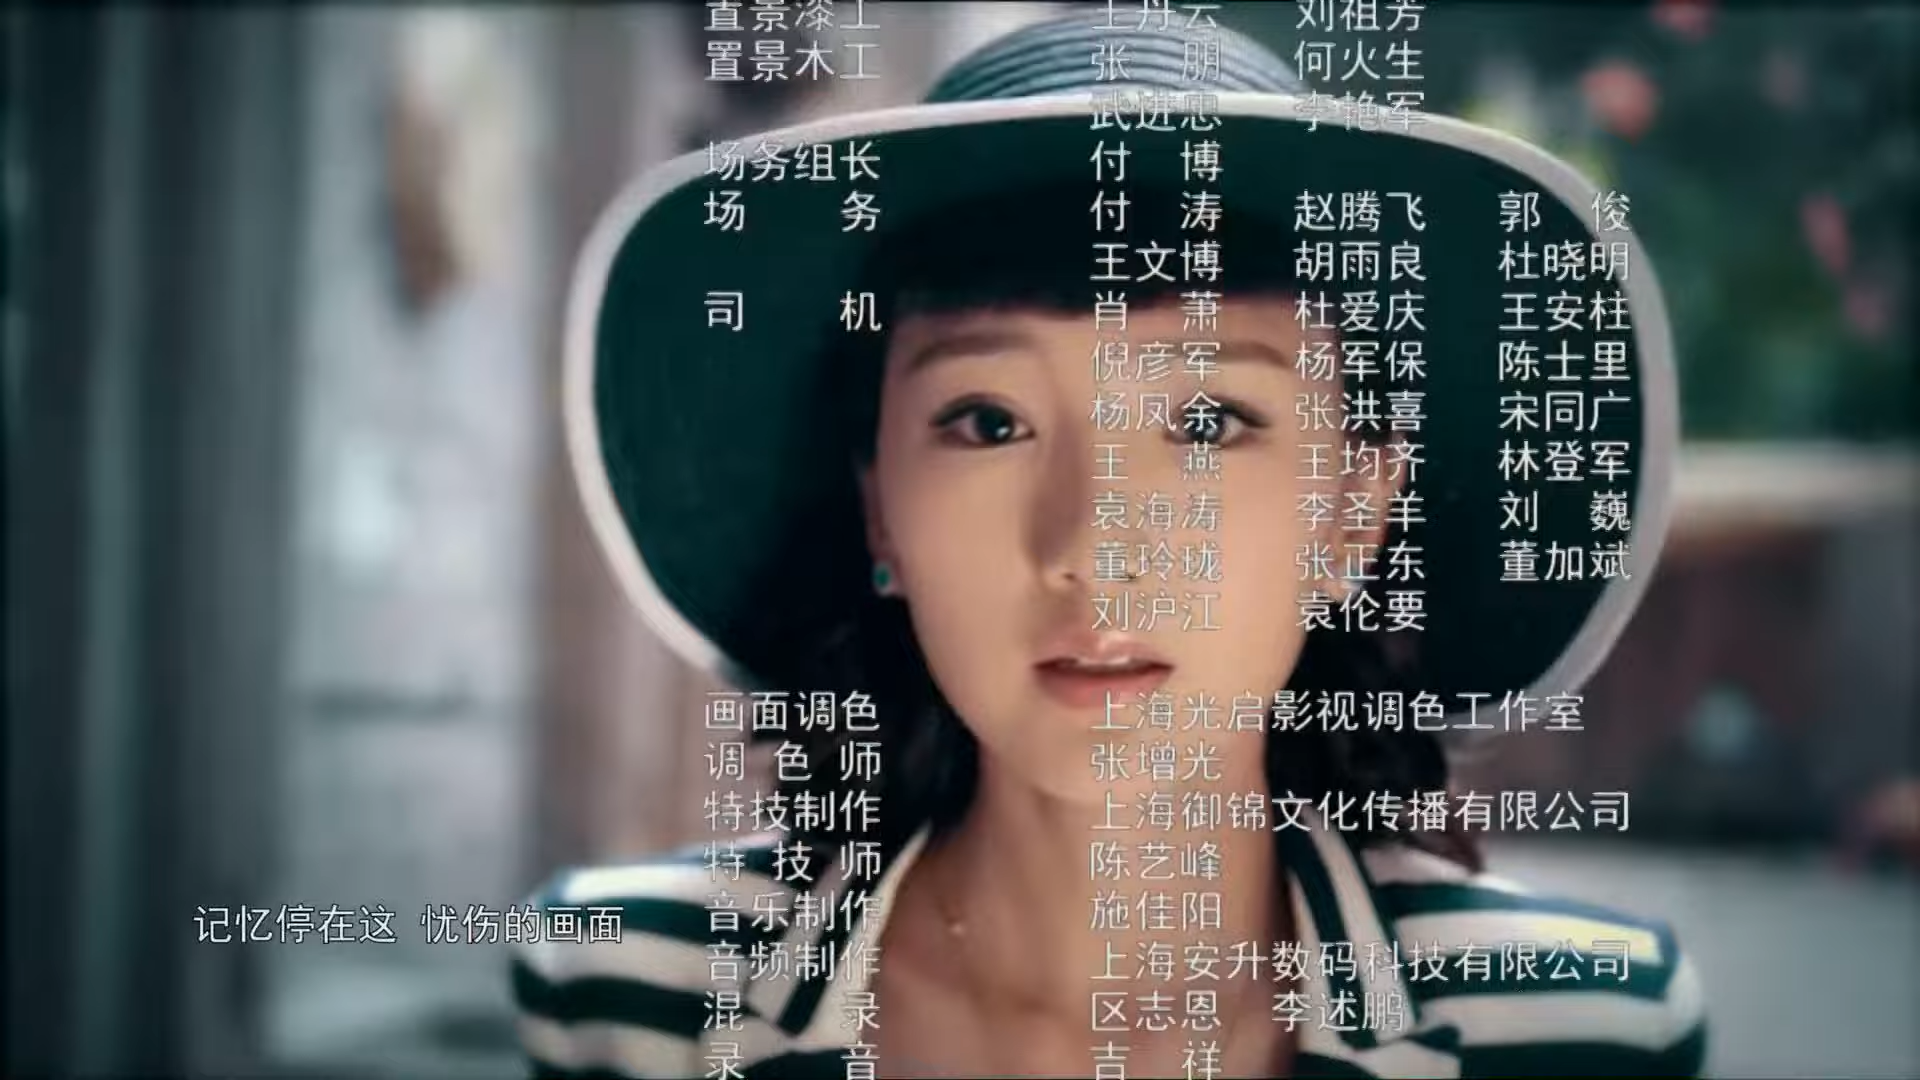 置景漆工 王丹云 刘祖芳
置景木工 张朋 何火生
武进忠 李艳军
场务组长 付博
场务 付涛 赵腾飞 郭俊
王文博 胡雨良 杜晓明
司机 肖萧 杜爱庆 王安柱
倪彦军 杨军保 陈士里
杨凤余 张洪喜 宋同广
王燕 王均齐 林登军
袁海涛 李圣羊 刘巍
董玲珑 张正东 董加斌
刘沪江 袁伦要
画面调色 上海光启影视调色工作室
调色师 张增光
特技制作 上海御锦文化传播有限公司
特技师 陈艺峰
音乐制作 施佳阳
音频制作 上海安升数码科技有限公司
混录 区志恩 李述鹏
录音 吉祥
记忆停在这 忧伤的画面